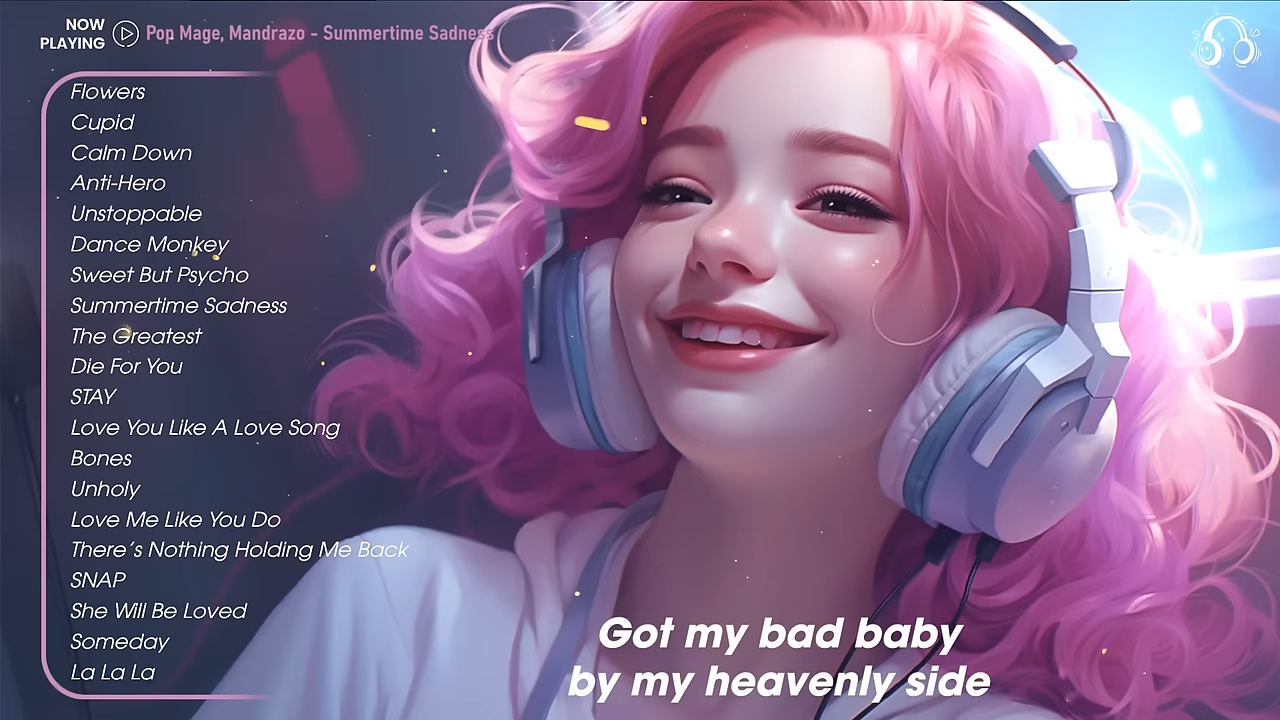 NOW
PLAYING
Pop Mage, Mandrazo - Summertime Sadness
Flowers
Cupid
Calm Down
Anti-Hero
Unstoppable
Dance Monkey
Sweet But Psycho
Summertime Sadness
The Greatest
Die For You
STAY
Love You Like A Love Song
Bones
Unholy
Love Me Like You Do
There's Nothing Holding Me Back
SNAP
She Will Be Loved
Someday
La La La
Got my bad baby
by my heavenly side